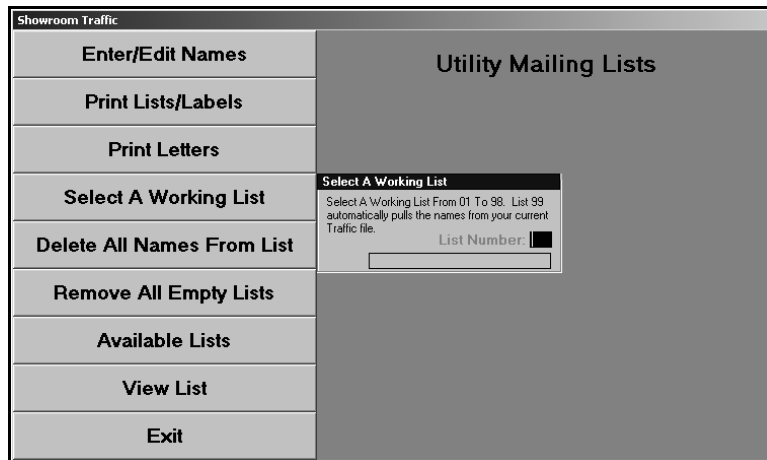 Showroom Traffic
Enter/Edit Names
Print Lists/Labels
Print Letters
Select A Working List
Delete All Names From List
Remove All Empty Lists
Available Lists
View List
Exit
Utility Mailing Lists
Select A Working List
Select A Working List From 01 To 98. List 99
automatically pulls the names from your current
Traffic file.
List Number: